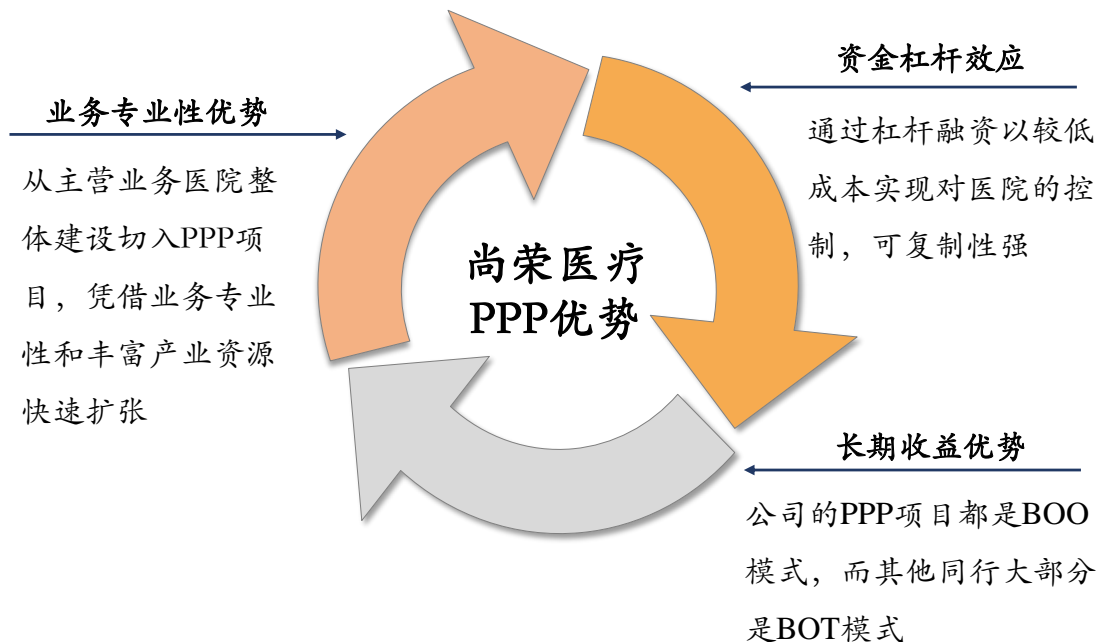 业务专业性优势
从主营业务医院整
体建设切入PPP项
目，凭借业务专业
性和丰富产业资源
快速扩张
尚荣医疗
PPP优势
资金杠杆效应
通过杠杆融资以较低
成本实现对医院的控
制，可复制性强
长期收益优势
公司的PPP项目都是BOO
模式，而其他同行大部分
是BOT模式